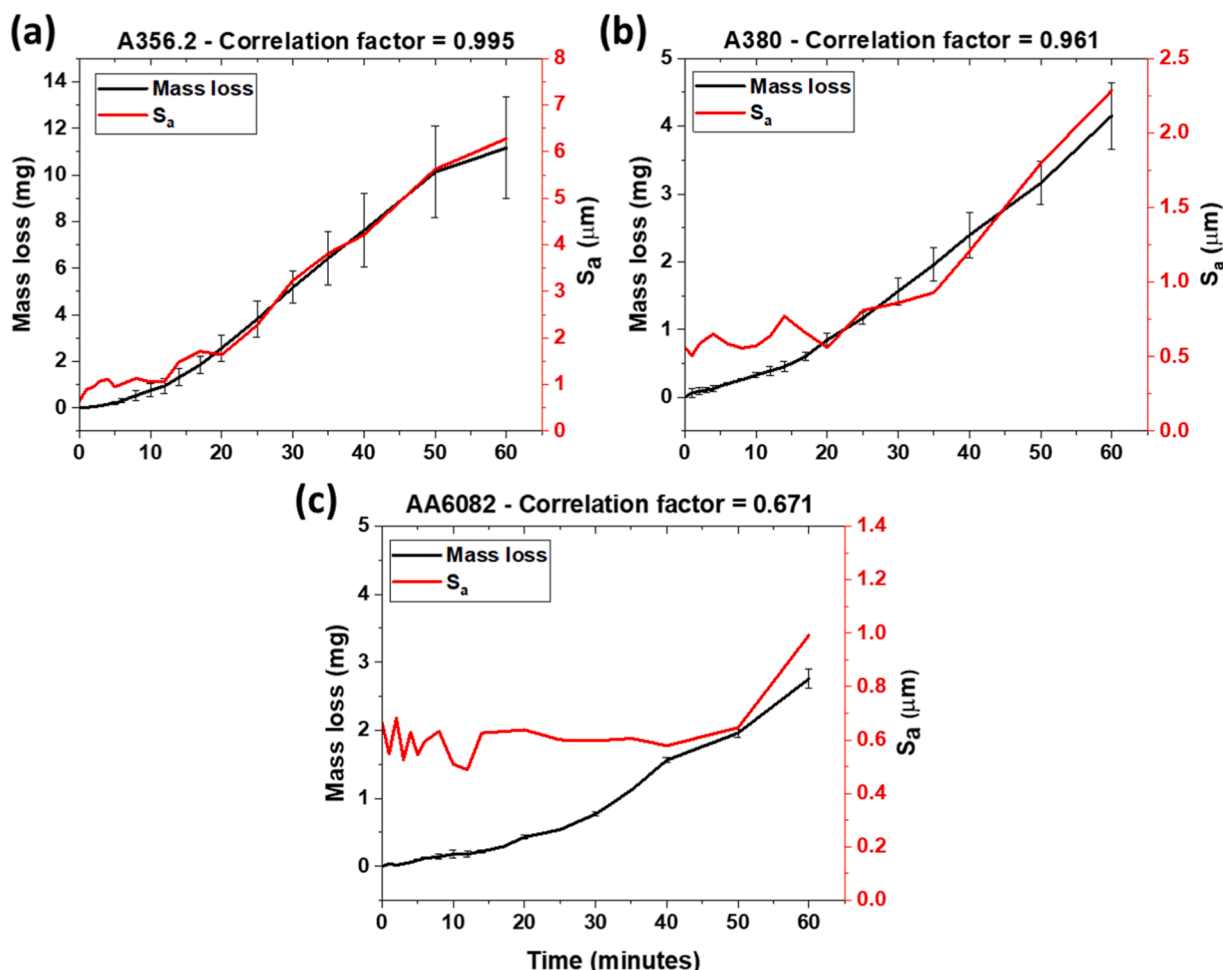 (a)
A356.2 - Correlation factor = 0.995
Mass loss
Sₐ
Mass loss (mg)
14
12
10
8
6
4
2
0
8
7
6
5
4
3
2
1
0
Sₐ (μm)
0 10 20 30 40 50 60
(b)
A380 - Correlation factor = 0.961
Mass loss
Sₐ
Mass loss (mg)
5
4
3
2
1
0
2.5
2.0
1.5
1.0
0.5
0.0
Sₐ (μm)
0 10 20 30 40 50 60
(c)
AA6082 - Correlation factor = 0.671
Mass loss
Sₐ
Mass loss (mg)
5
4
3
2
1
0
1.4
1.2
1.0
0.8
0.6
0.4
0.2
0.0
Sₐ (μm)
0 10 20 30 40 50 60
Time (minutes)